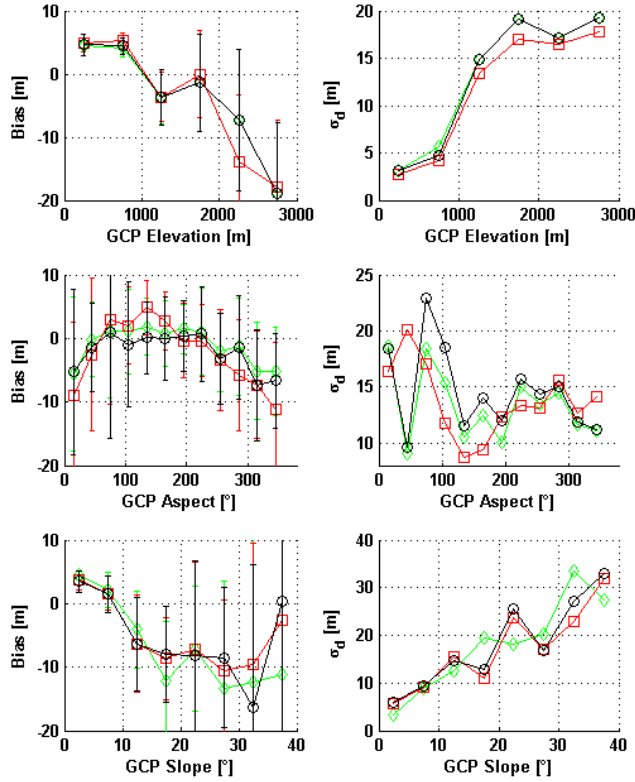 10
0
-10
-20
Bias [m]
0 1000 2000 3000
GCP Elevation [m]
20
15
10
5
0
σd [m]
0 1000 2000 3000
GCP Elevation [m]
10
0
-10
-20
Bias [m]
0 100 200 300
GCP Aspect [°]
25
20
15
10
σd [m]
0 100 200 300
GCP Aspect [°]
10
0
-10
-20
Bias [m]
0 10 20 30 40
GCP Slope [°]
40
30
20
10
0
σd [m]
0 10 20 30 40
GCP Slope [°]